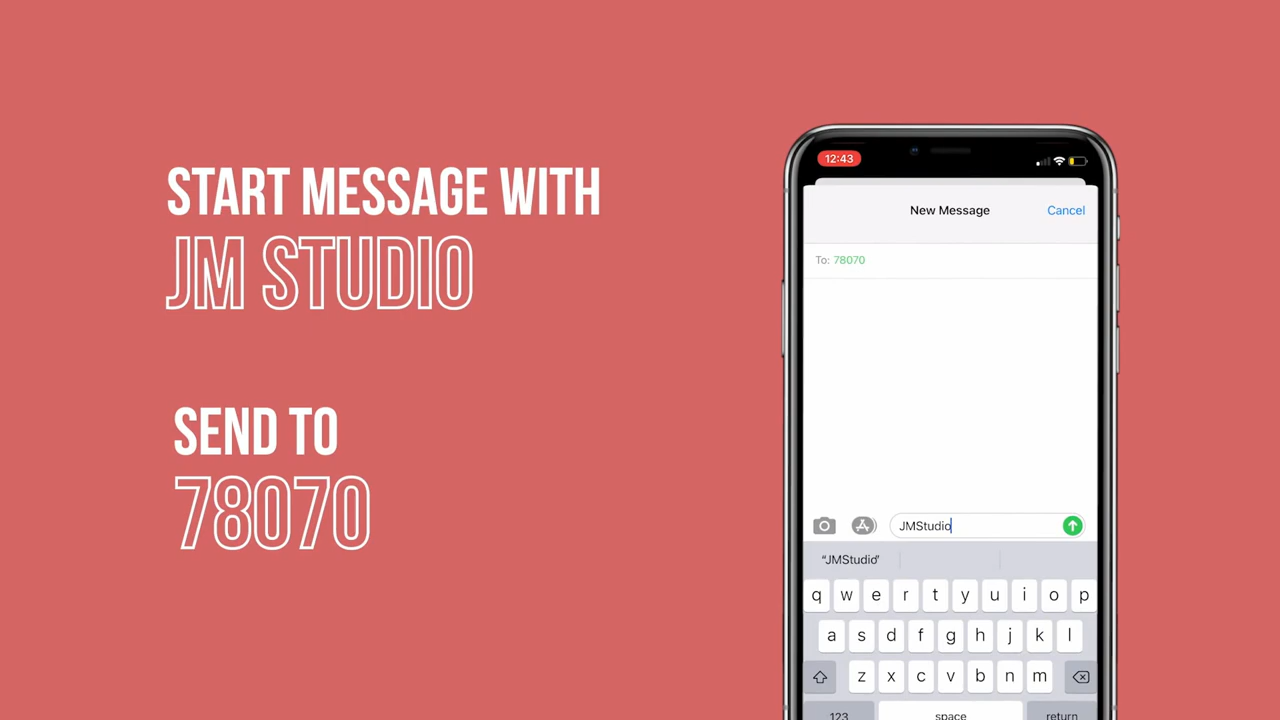 START MESSAGE WITH
JM STUDIO
SEND TO
78070
12:43
New Message
Cancel
To: 78070
JMStudio
“JMStudio”
q w e r t y u i o p
a s d f g h j k l
z x c v b n m
123 space return